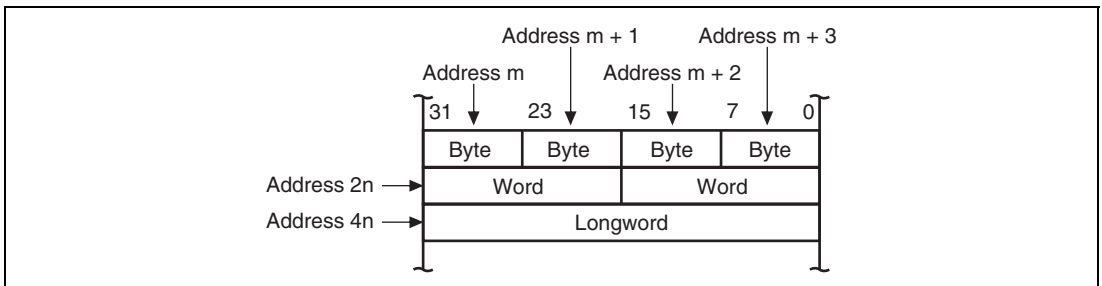 Address m + 1 Address m + 3
Address m Address m + 2
31 23 15 7 0
Byte Byte Byte Byte
Address 2n Word Word
Address 4n Longword